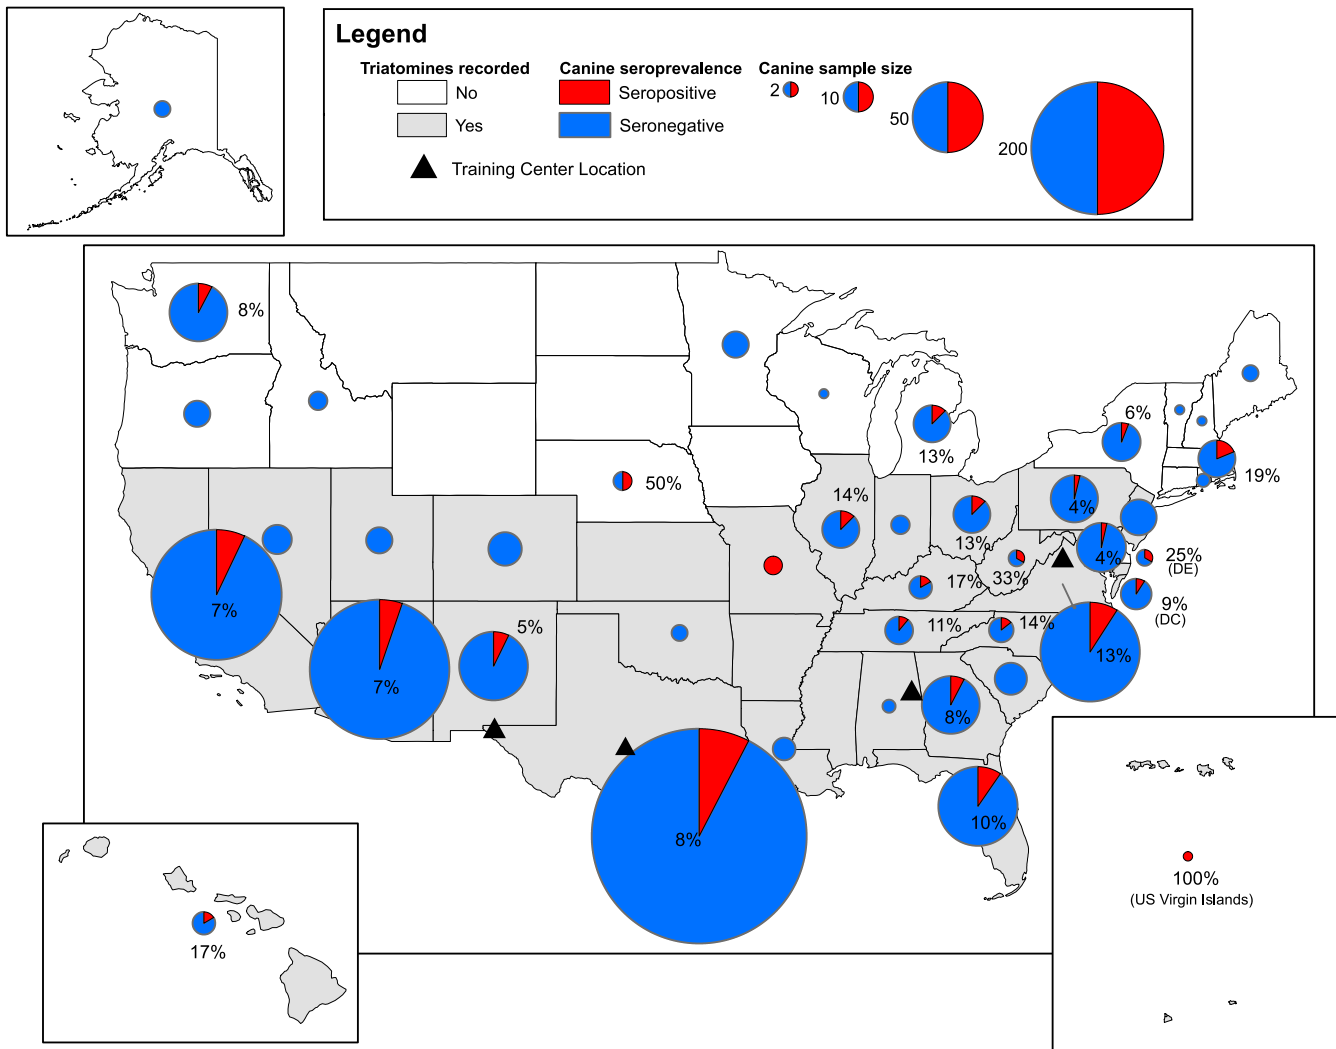 Legend
Triatomines recorded
No
Yes
Canine seroprevalence
Seropositive
Seronegative
Canine sample size
2
10
50
200
Training Center Location
8%
6%
13%
19%
50%
14%
4%
13%
4%
25%
(DE)
17%
33%
9%
(DC)
7%
5%
11%
14%
13%
7%
8%
8%
10%
17%
100%
(US Virgin Islands)